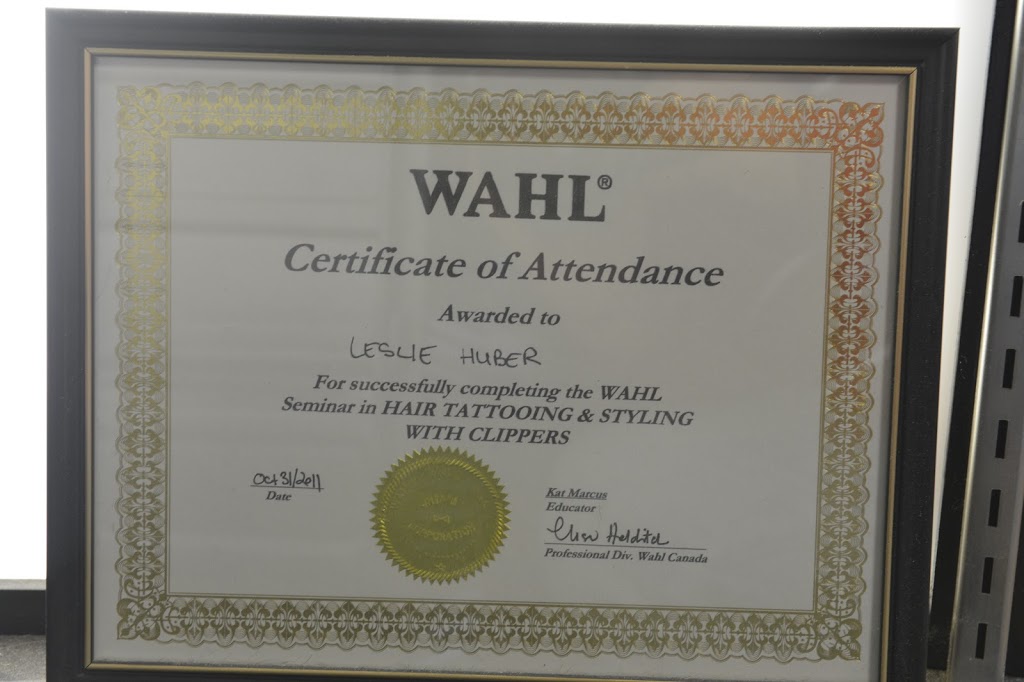 WAHL®
Certificate of Attendance
Awarded to
LESLIE HUBER
For successfully completing the WAHL
Seminar in HAIR TATTOOING & STYLING
WITH CLIPPERS
Oct 31/2011
Date
Kat Marcus
Educator
Professional Div. Wahl Canada